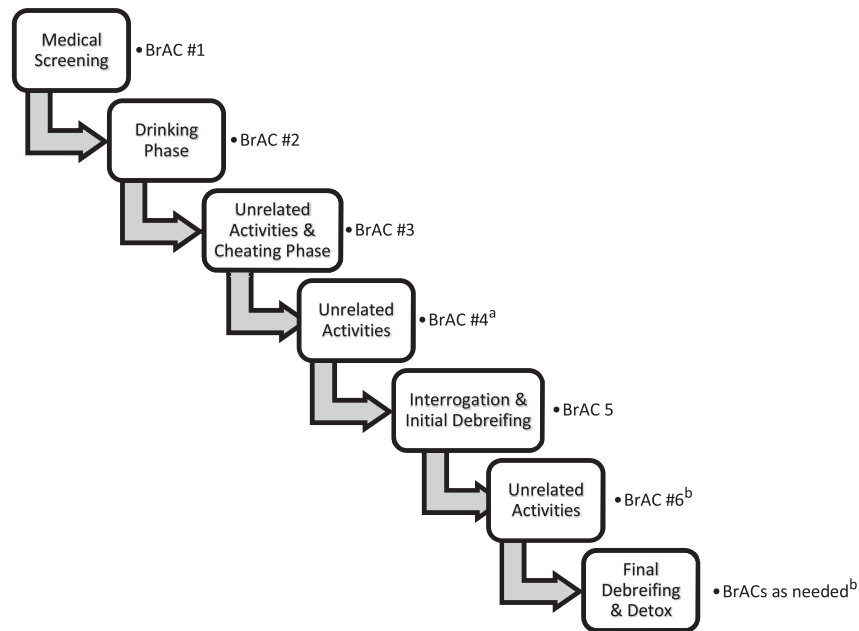 Medical
Screening
• BrAC #1
Drinking
Phase
• BrAC #2
Unrelated
Activities &
Cheating Phase
• BrAC #3
Unrelated
Activities
• BrAC #4a
Interrogation &
Initial Debreifing
• BrAC 5
Unrelated
Activities
• BrAC #6b
Final
Debreifing
& Detox
• BrACs as neededb